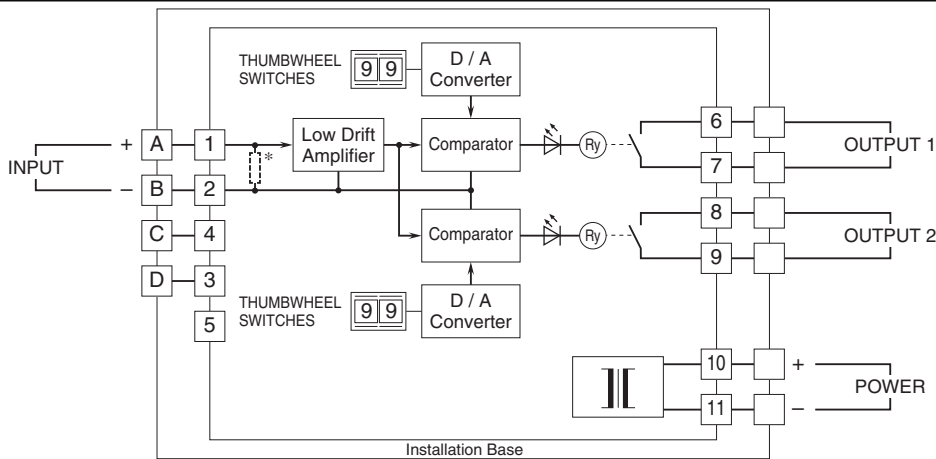 THUMBWHEEL
SWITCHES
9 9
D / A
Converter
INPUT
+
A
1
*
Low Drift
Amplifier
Comparator
Ry
6
7
OUTPUT 1
–
B
2
C
4
D
3
5
Comparator
Ry
8
9
OUTPUT 2
THUMBWHEEL
SWITCHES
9 9
D / A
Converter
10
+
11
–
POWER
Installation Base